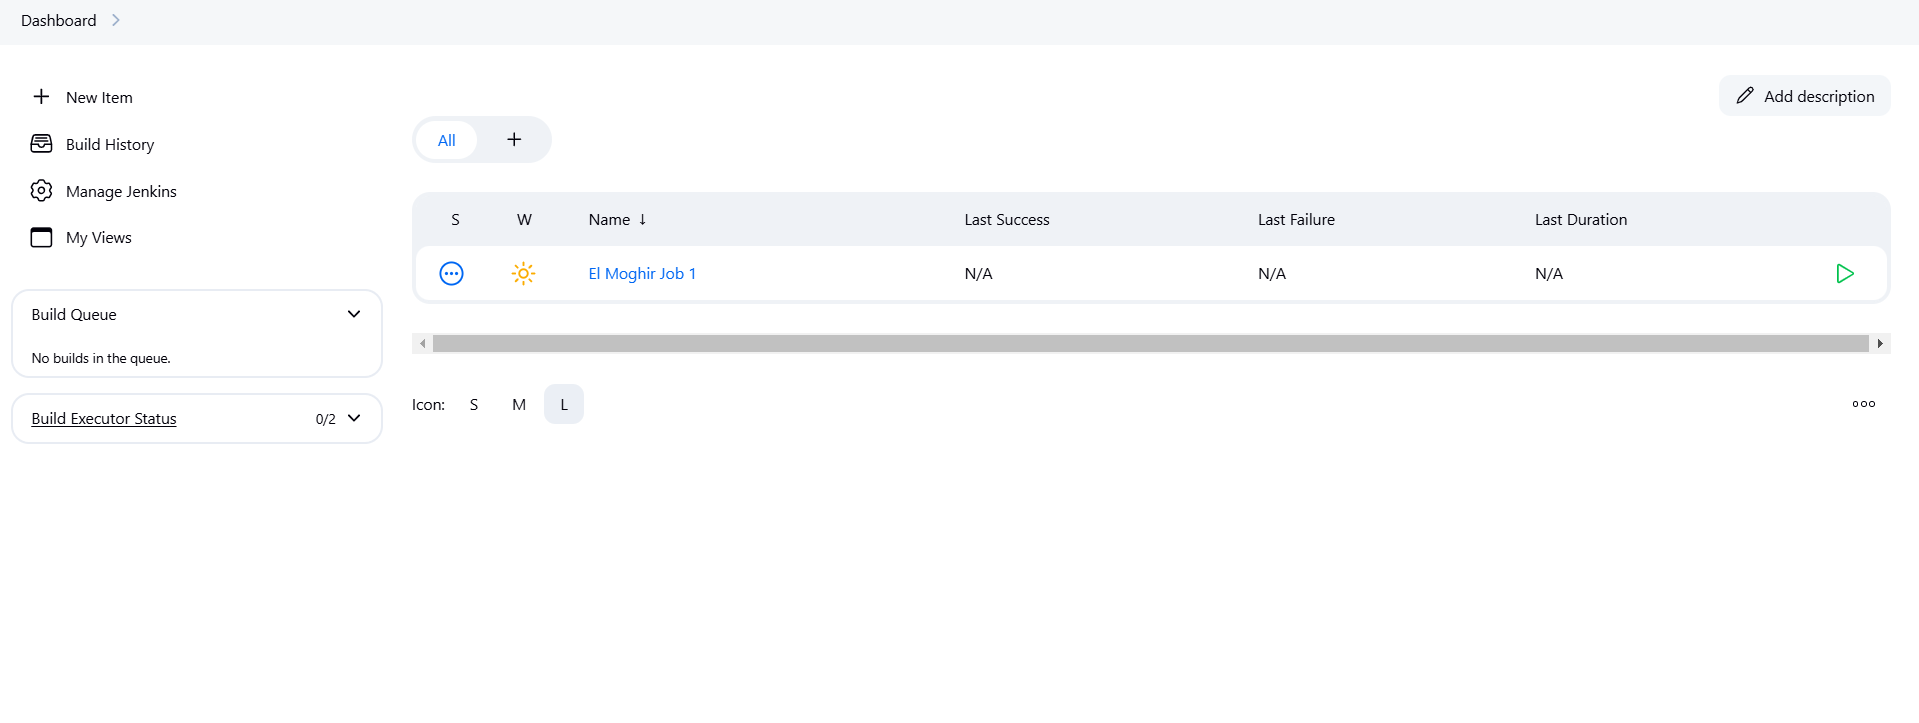 Dashboard
New Item
Build History
Manage Jenkins
My Views
Build Queue
No builds in the queue.
Build Executor Status 0/2
Add description
All +
S W Name ↓ Last Success Last Failure Last Duration
El Moghir Job 1 N/A N/A N/A
Icon: S M L